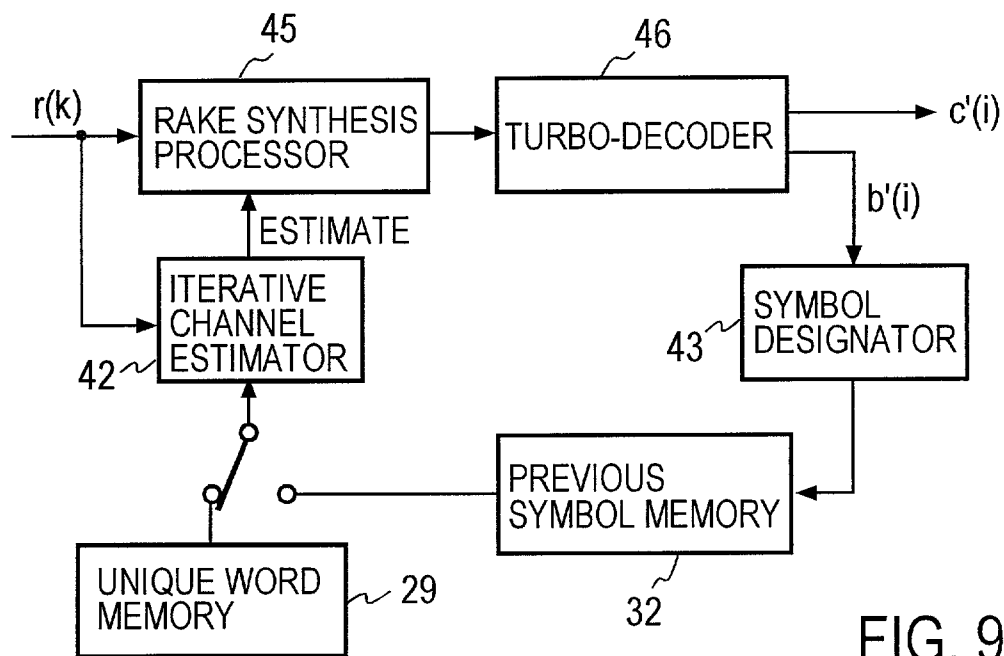 45
46
r(k)
RAKE SYNTHESIS
PROCESSOR
TURBO-DECODER
c'(i)
b'(i)
ESTIMATE
ITERATIVE
CHANNEL
ESTIMATOR
42
SYMBOL
DESIGNATOR
43
PREVIOUS
SYMBOL MEMORY
32
UNIQUE WORD
MEMORY
29
FIG. 9